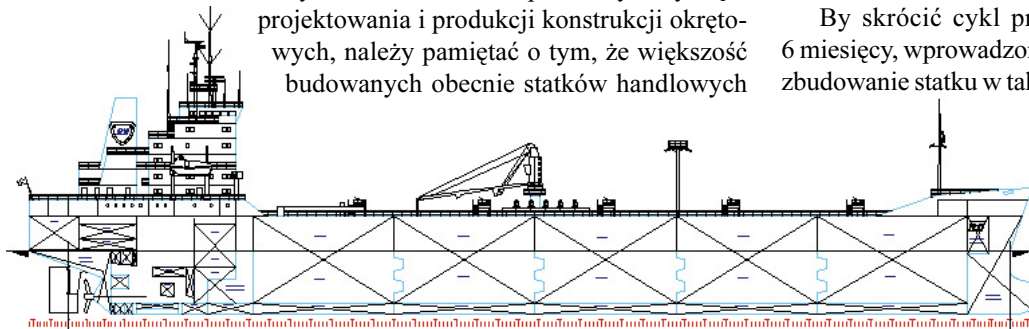 projektowania i produkcji konstrukcji okręto-
wych, należy pamiętać o tym, że większość
budowanych obecnie statków handlowych
By skrócić cykl pr
6 miesięcy, wprowadzon
zbudowanie statku w tal